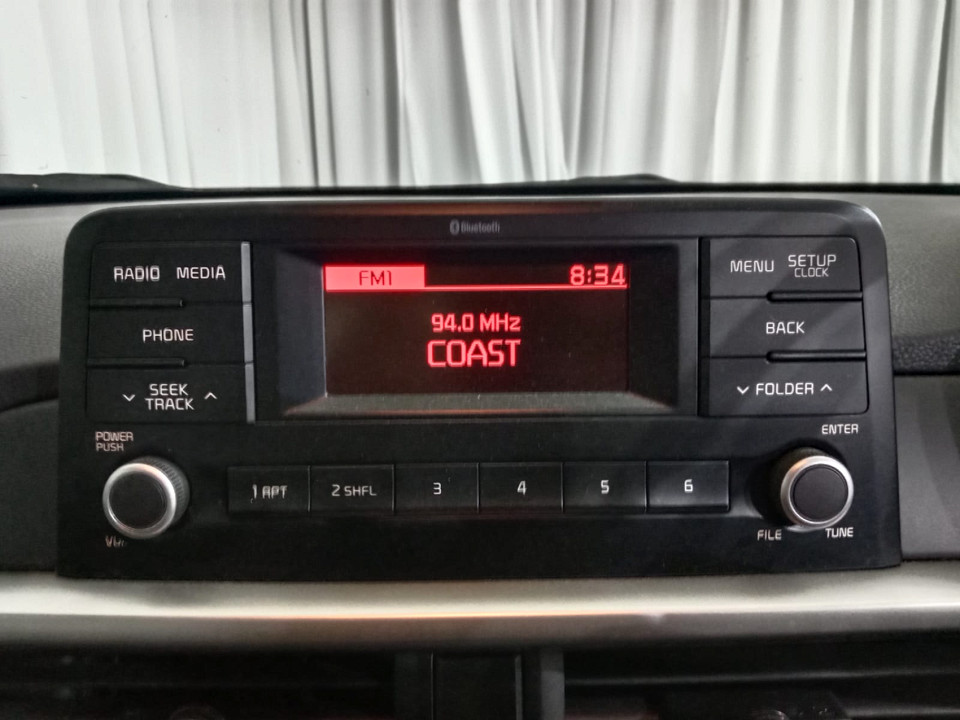 Bluetooth
RADIO MEDIA
PHONE
SEEK
TRACK
FM1 8:34
94.0 MHz
COAST
MENU SETUP
CLOCK
BACK
FOLDER
POWER
PUSH
1 RPT 2 SHFL 3 4 5 6
ENTER
FILE TUNE